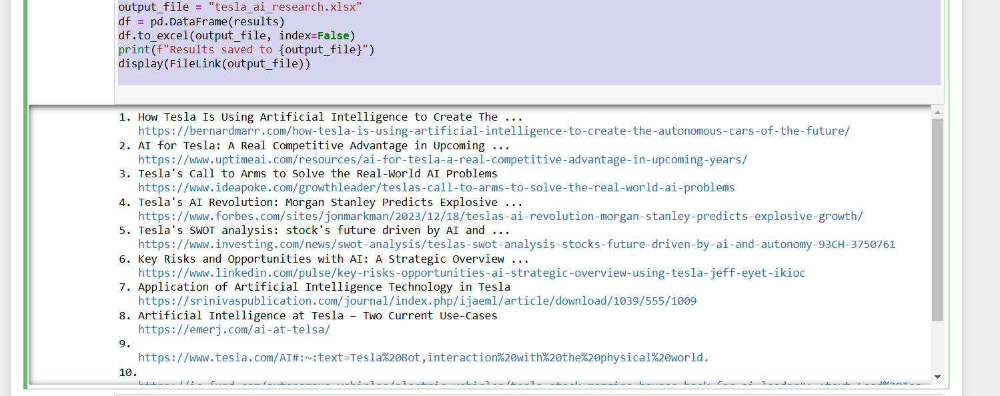 output_file = "tesla_ai_research.xlsx"
df = pd.DataFrame(results)
df.to_excel(output_file, index=False)
print(f"Results saved to {output_file}")
display(FileLink(output_file))
1. How Tesla Is Using Artificial Intelligence to Create The ...
https://bernardmarr.com/how-tesla-is-using-artificial-intelligence-to-create-the-autonomous-cars-of-the-future/
2. AI for Tesla: A Real Competitive Advantage in Upcoming ...
https://www.uptimeai.com/resources/ai-for-tesla-a-real-competitive-advantage-in-upcoming-years/
3. Tesla's Call to Arms to Solve the Real-World AI Problems
https://www.ideapoke.com/growthleader/teslas-call-to-arms-to-solve-the-real-world-ai-problems
4. Tesla's AI Revolution: Morgan Stanley Predicts Explosive ...
https://www.forbes.com/sites/jonmarkman/2023/12/18/teslas-ai-revolution-morgan-stanley-predicts-explosive-growth/
5. Tesla's SWOT analysis: stock's future driven by AI and ...
https://www.investing.com/news/swot-analysis/teslas-swot-analysis-stocks-future-driven-by-ai-and-autonomy-93CH-3750761
6. Key Risks and Opportunities with AI: A Strategic Overview ...
https://www.linkedin.com/pulse/key-risks-opportunities-ai-strategic-overview-using-tesla-jeff-eyet-ikioc
7. Application of Artificial Intelligence Technology in Tesla
https://srinivaspublication.com/journal/index.php/ijaeml/article/download/1039/555/1009
8. Artificial Intelligence at Tesla – Two Current Use-Cases
https://emerj.com/ai-at-telsa/
9.
https://www.tesla.com/AI#:~:text=Tesla%20Bot,interaction%20with%20the%20physical%20world.
10.